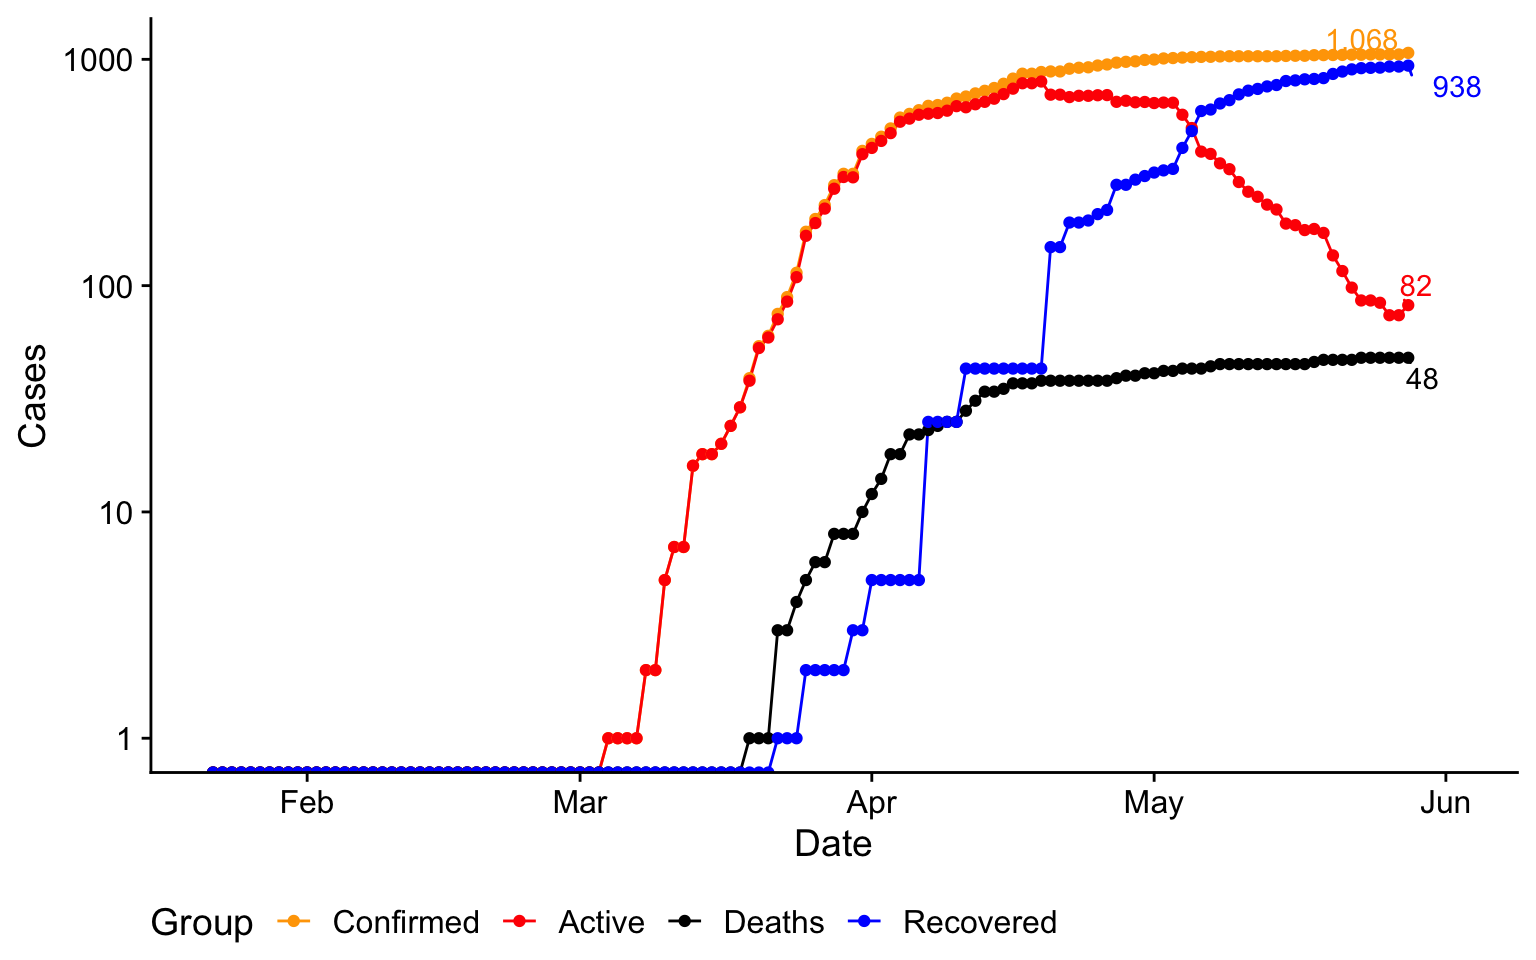 1,068
1000
938
100
82
48
10
1
Cases
Feb Mar Apr May Jun
Date
Group Confirmed Active Deaths Recovered